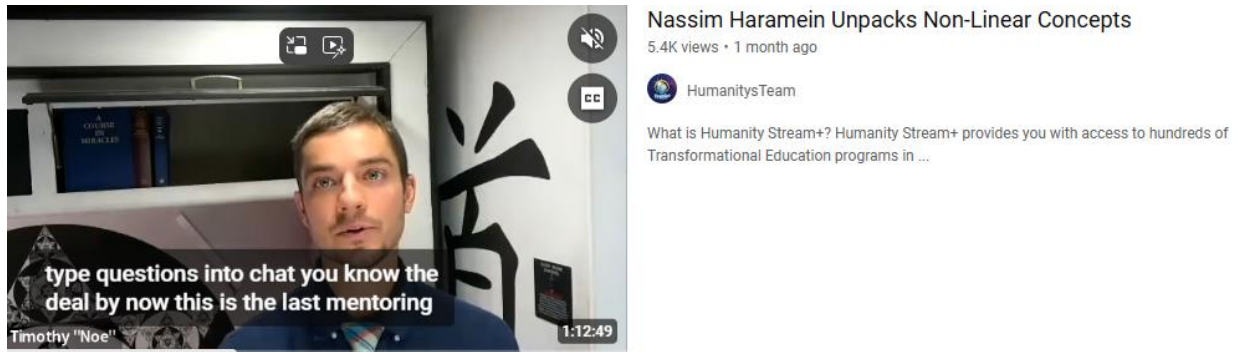 A
COURSE
IN
MIRACLES
CC
type questions into chat you know the
deal by now this is the last mentoring
Timothy "Noe"
1:12:49
Nassim Haramein Unpacks Non-Linear Concepts
5.4K views • 1 month ago
HumanitysTeam
What is Humanity Stream+? Humanity Stream+ provides you with access to hundreds of
Transformational Education programs in ...